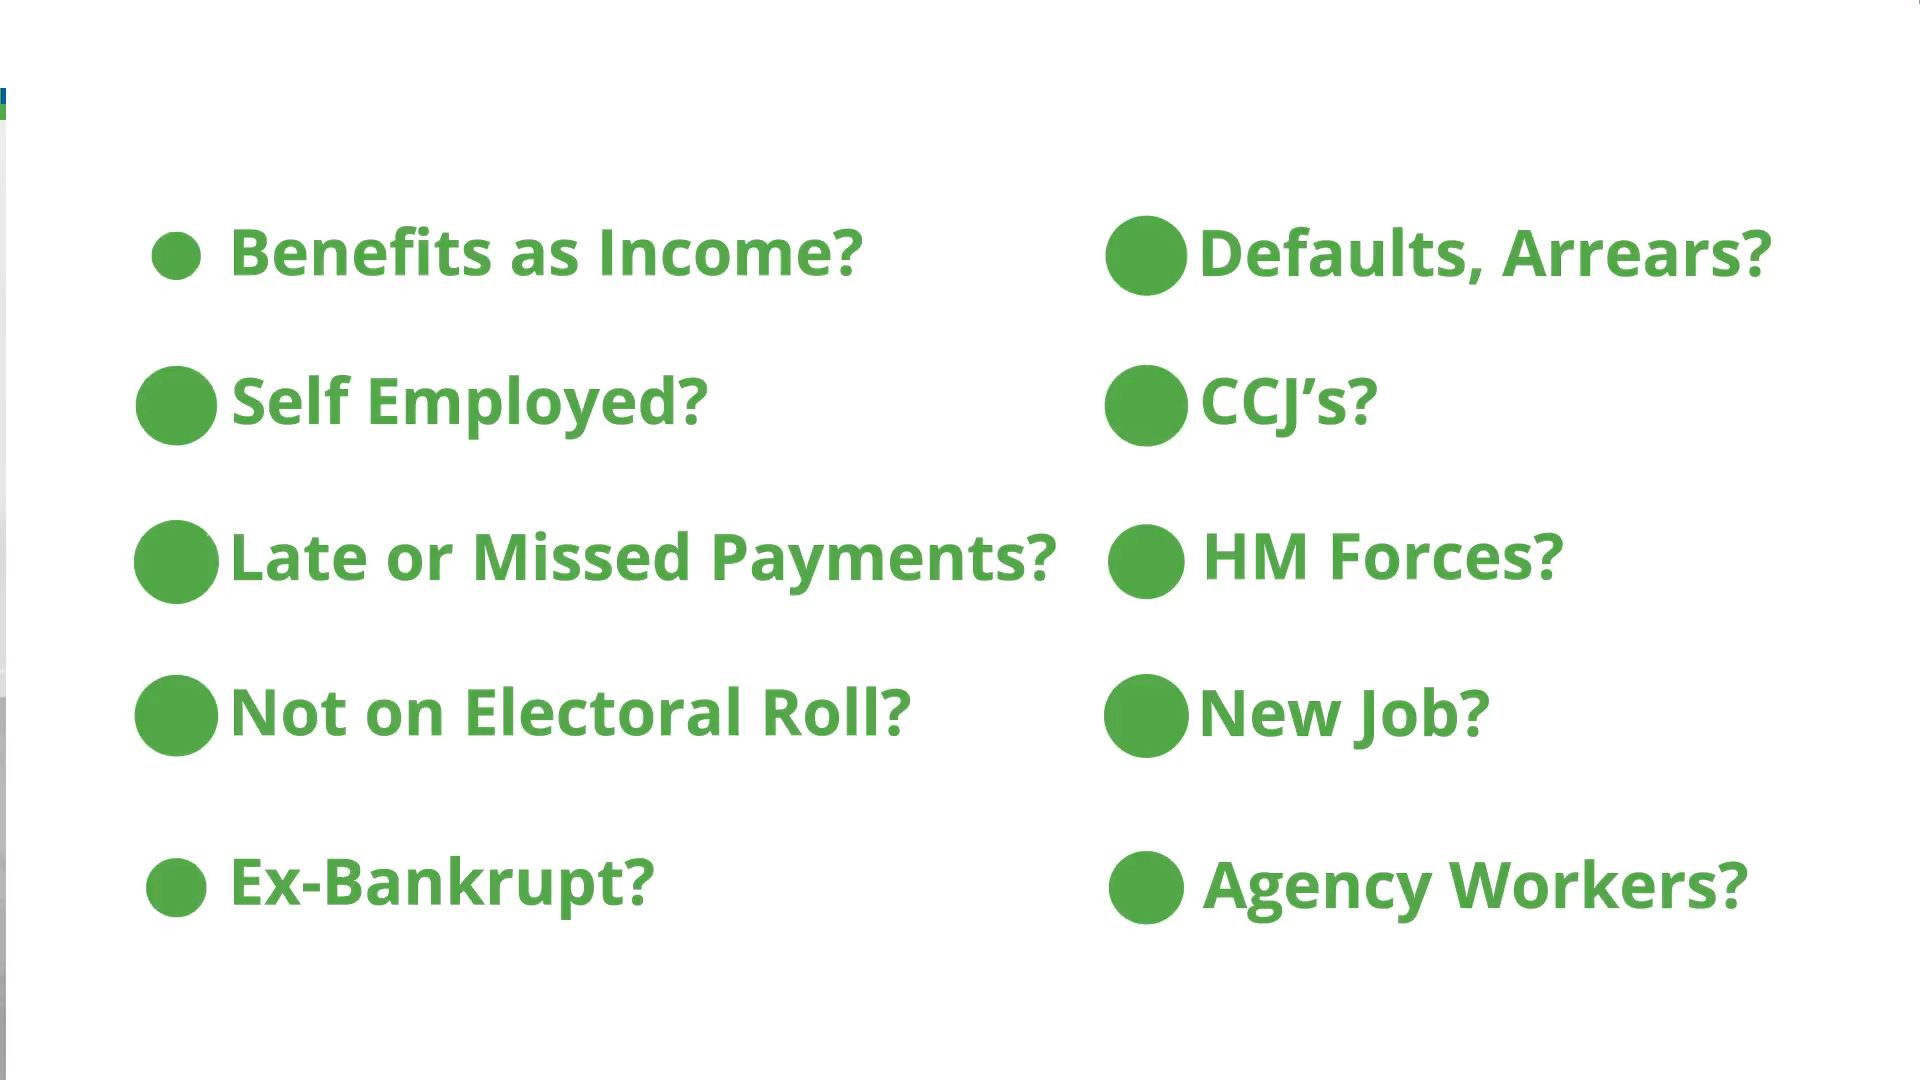 Benefits as Income?
Self Employed?
Late or Missed Payments?
Not on Electoral Roll?
Ex-Bankrupt?
Defaults, Arrears?
CCJ’s?
HM Forces?
New Job?
Agency Workers?